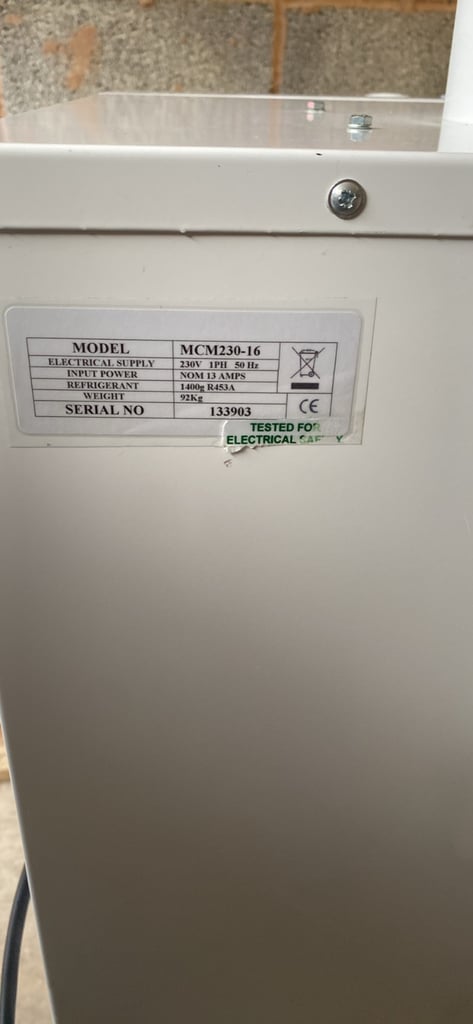 MODEL MCM230-16
ELECTRICAL SUPPLY 230V 1PH 50 Hz
INPUT POWER NOM 13 AMPS
REFRIGERANT 1400g R453A
WEIGHT 92Kg
SERIAL NO 133903
CE
TESTED FOR
ELECTRICAL